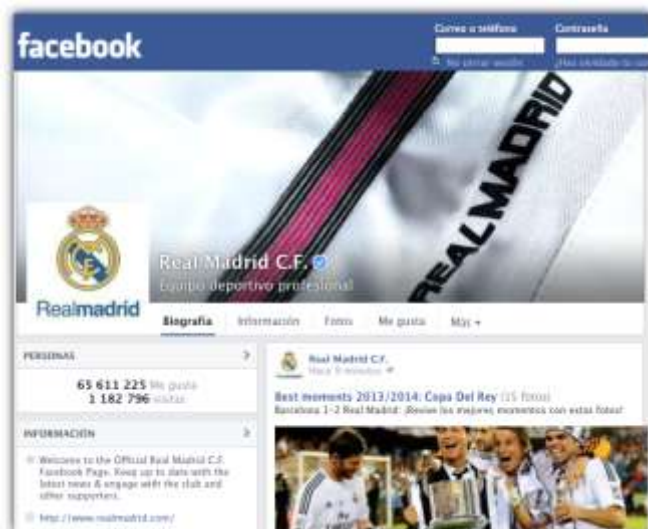 facebook
Correo o teléfono
Contraseña
No cerrar sesión
¿Has olvidado tu
REAL MADRID
Real Madrid C.F.
Equipo deportivo profesional
Realmadrid
Biografía Información Fotos Me gusta Más
PERSONAS
65 611 225 Me gusta
1 182 796 visitas
INFORMACIÓN
Welcome to the Official Real Madrid C.F.
Facebook Page. Keep up to date with the
latest news & engage with the club and
other supporters.
http://www.realmadrid.com/
Real Madrid C.F.
Hace 9 minutos
Best moments 2013/2014: Copa Del Rey (15 fotos)
Barcelona 1-2 Real Madrid: ¡Revive los mejores momentos con estas fotos!